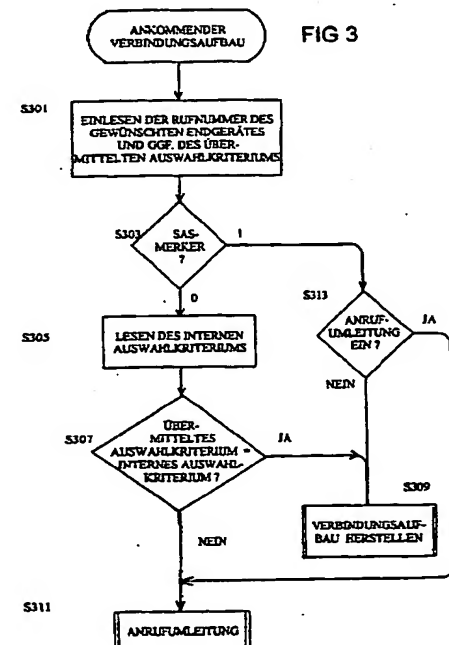 ANKOMMENDER
VERBINDUNGSAUFBAU
FIG 3
S301
EINLESEN DER RUFNUMMER DES
GEWÜNSCHTEN ENDGERÄTES
UND GGF. DES ÜBER-
MITTELTEN AUSWAHLKRITERIUMS
S303
SAS-
MERKER
?
1
0
S313
ANRUF-
UMLEITUNG
EIN ?
JA
NEIN
S305
LESEN DES INTERNEN
AUSWAHLKRITERIUMS
S307
ÜBER-
MITTELTES
AUSWAHLKRITERIUM =
INTERNES AUSWAHL-
KRITERIUM ?
JA
NEIN
S309
VERBINDUNGSAUF-
BAU HERSTELLEN
S311
ANRUFUMLEITUNG